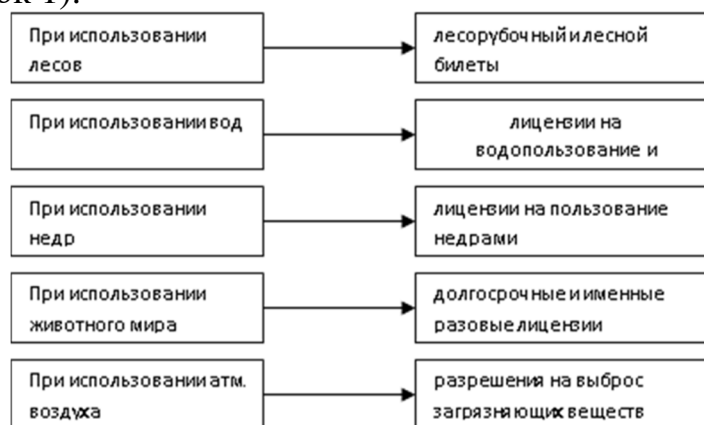 к 1).
При использовании
лесов
лесорубочный и лесной
билеты
При использовании вод
лицензии на
водопользование и
При использовании
недр
лицензии на пользование
недрами
При использовании
животного мира
долгосрочные и именные
разовые лицензии
При использовании атм.
воздуха
разрешения на выброс
загрязняющих веществ